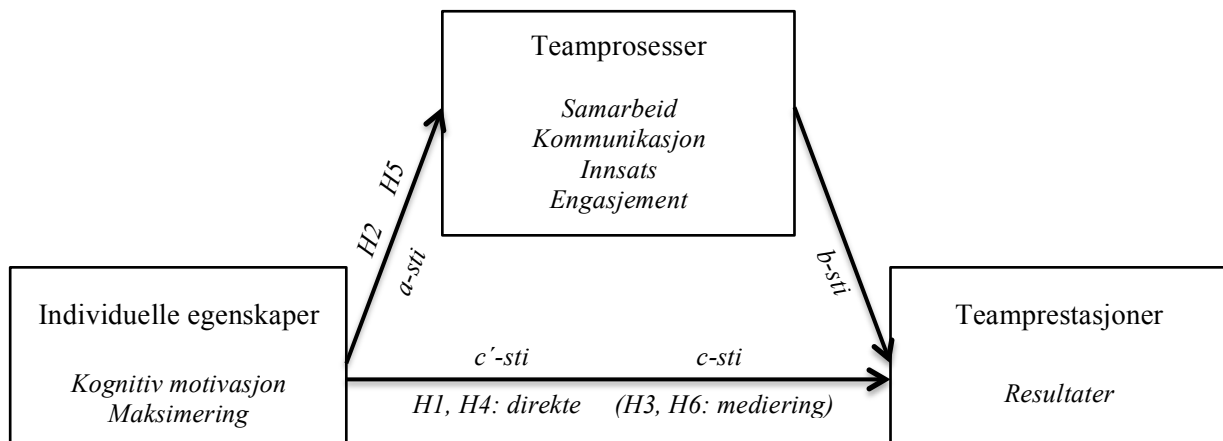 Teamprosesser
Samarbeid
Kommunikasjon
Innsats
Engasjement
H2 H5
a-sti
b-sti
Individuelle egenskaper
Kognitiv motivasjon
Maksimering
c´-sti c-sti
H1, H4: direkte (H3, H6: mediering)
Teamprestasjoner
Resultater